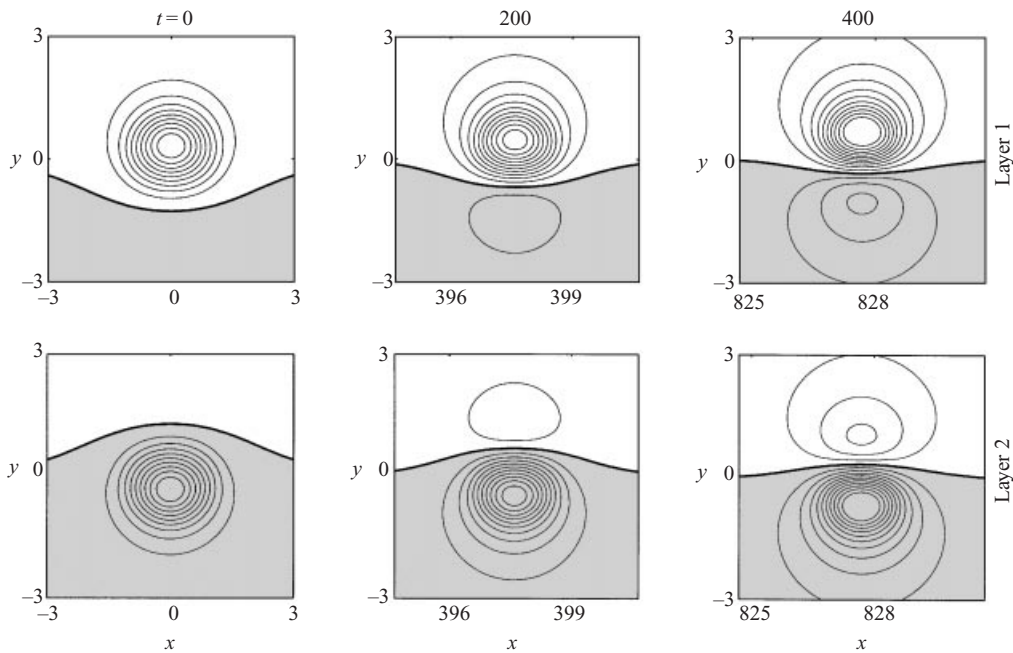 t = 0 200 400
3 3 3
y 0 y 0 y 0 Layer 1
−3 −3 −3
−3 0 3 396 399 825 828
3 3 3
y 0 y 0 y 0 Layer 2
−3 −3 −3
−3 0 3 396 399 825 828
x x x